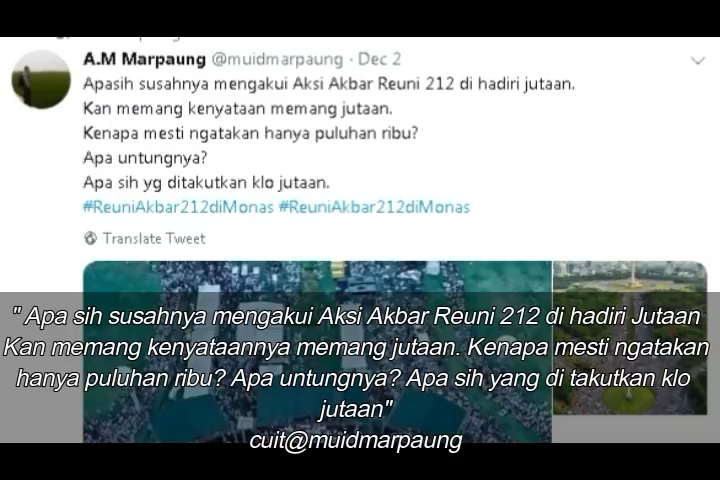 A.M Marpaung @muidmarpaung · Dec 2
Apasih susahnya mengakui Aksi Akbar Reuni 212 di hadiri jutaan.
Kan memang kenyataan memang jutaan.
Kenapa mesti ngatakan hanya puluhan ribu?
Apa untungnya?
Apa sih yg ditakutkan klo jutaan.
#ReuniAkbar212diMonas #ReuniAkbar212diMonas
Translate Tweet
" Apa sih susahnya mengakui Aksi Akbar Reuni 212 di hadiri Jutaan
Kan memang kenyataannya memang jutaan. Kenapa mesti ngatakan
hanya puluhan ribu? Apa untungnya? Apa sih yang di takutkan klo
jutaan"
cuit@muidmarpaung